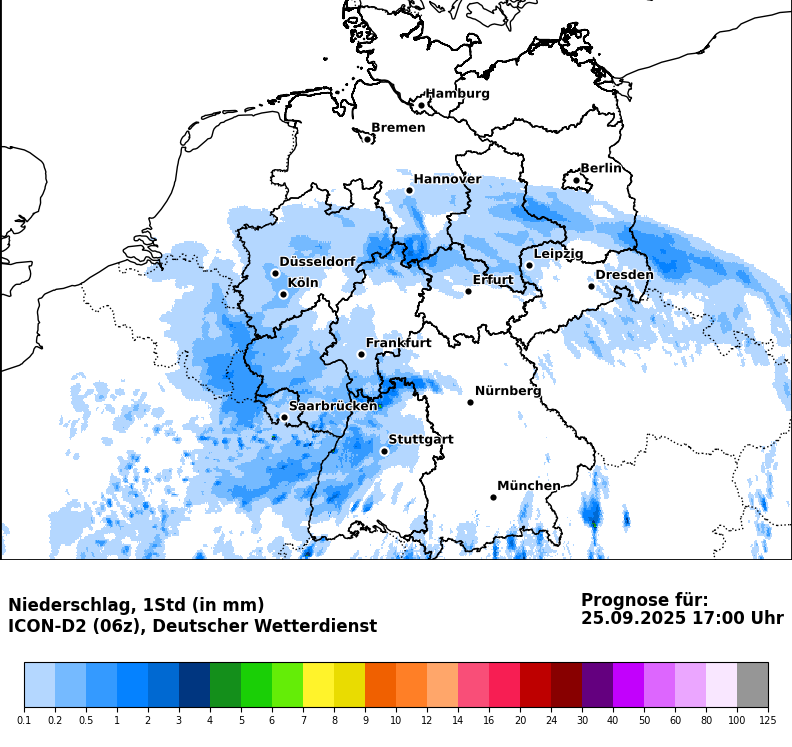 Hamburg
Bremen
Berlin
Hannover
Leipzig
Düsseldorf
Dresden
Köln
Erfurt
Frankfurt
Nürnberg
Saarbrücken
Stuttgart
München
Niederschlag, 1Std (in mm)
ICON-D2 (06z), Deutscher Wetterdienst
Prognose für:
25.09.2025 17:00 Uhr
0.1 0.2 0.5 1 2 3 4 5 6 7 8 9 10 12 14 16 20 24 30 40 50 60 80 100 125